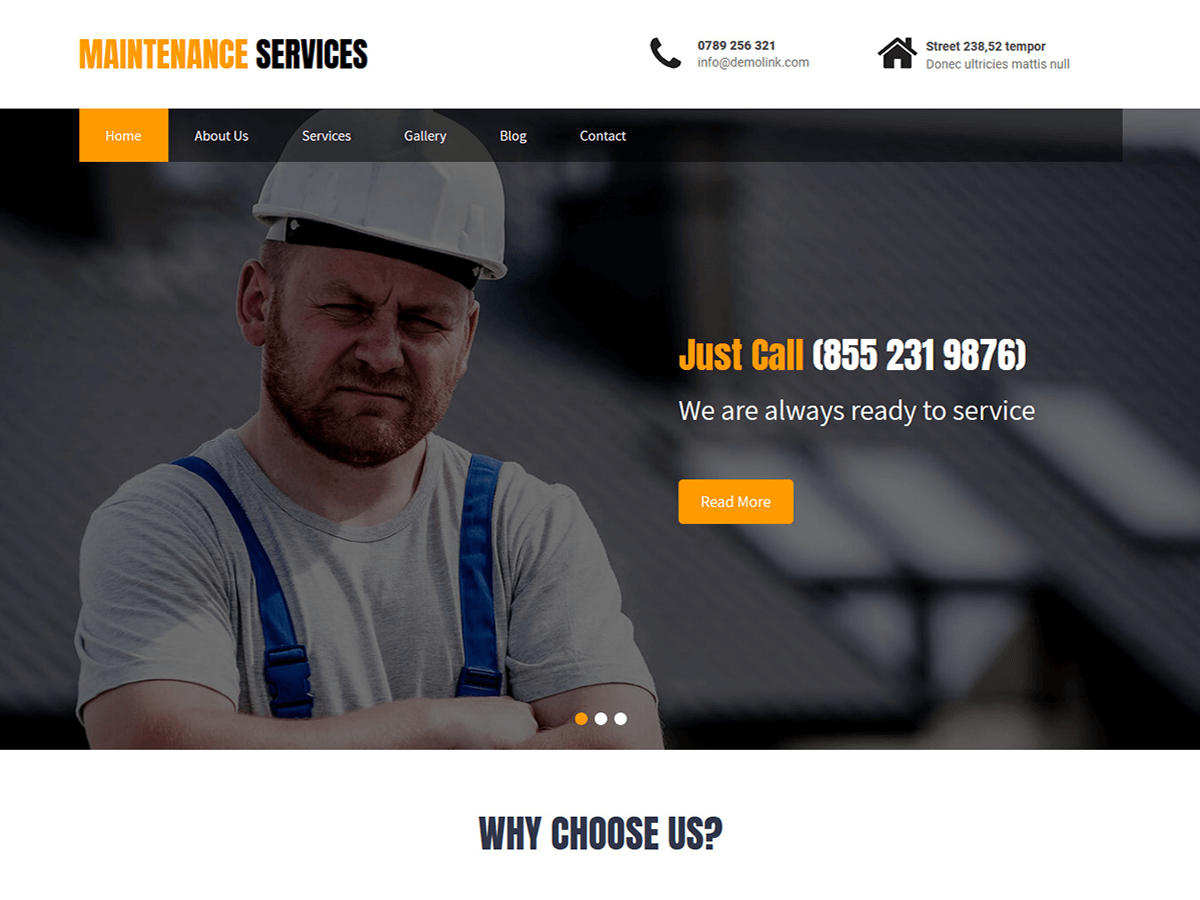 MAINTENANCE SERVICES
0789 256 321
info@demolink.com
Street 238,52 tempor
Donec ultricies mattis null
Home About Us Services Gallery Blog Contact
Just Call (855 231 9876)
We are always ready to service
Read More
WHY CHOOSE US?